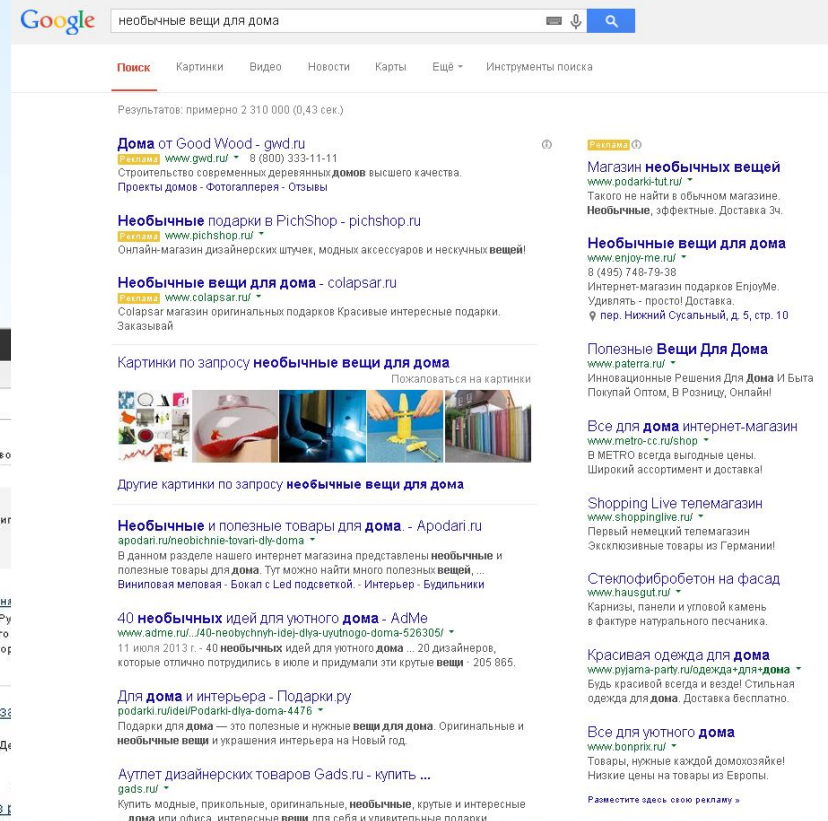 Google
необычные вещи для дома
Поиск Картинки Видео Новости Карты Ещё Инструменты поиска
Результатов: примерно 2 310 000 (0,43 сек.)
Дома от Good Wood - gwd.ru
Реклама www.gwd.ru/ 8 (800) 333-11-11
Строительство современных деревянных домов высшего качества.
Проекты домов - Фотогаллерея - Отзывы
Необычные подарки в PichShop - pichshop.ru
Реклама www.pichshop.ru/
Онлайн-магазин дизайнерских штучек, модных аксессуаров и нескучных вещей!
Необычные вещи для дома - colapsar.ru
Реклама www.colapsar.ru/
Colapsar магазин оригинальных подарков Красивые интересные подарки.
Заказывай
Картинки по запросу необычные вещи для дома
Пожаловаться на картинки
Другие картинки по запросу необычные вещи для дома
Необычные и полезные товары для дома. - Apodari.ru
apodari.ru/neobichnie-tovari-dly-doma
В данном разделе нашего интернет магазина представлены необычные и
полезные товары для дома. Тут можно найти много полезных вещей, ...
Виниловая меловая - Бокал с Led подсветкой. - Интерьер - Будильники
40 необычных идей для уютного дома - AdMe
www.adme.ru/.../40-neobychnyh-idej-dlya-uyutnogo-doma-526305/
11 июля 2013 г. - 40 необычных идей для уютного дома ... 20 дизайнеров,
которые отлично потрудились в июле и придумали эти крутые вещи · 205 865.
Для дома и интерьера - Подарки.ру
podarki.ru/idei/Podarki-dlya-doma-4476
Подарки для дома — это полезные и нужные вещи для дома. Оригинальные и
необычные вещи и украшения интерьера на Новый год.
Аутлет дизайнерских товаров Gads.ru - купить ...
gads.ru/
Купить модные, прикольные, оригинальные, необычные, крутые и интересные
... дома или офиса, интересные вещи для себя и удивительные подарки
Реклама
Магазин необычных вещей
www.podarki-tut.ru/
Такого не найти в обычном магазине.
Необычные, эффектные. Доставка 3ч.
Необычные вещи для дома
www.enjoy-me.ru/
8 (495) 748-79-38
Интернет-магазин подарков EnjoyMe.
Удивлять - просто! Доставка.
пер. Нижний Сусальный, д. 5, стр. 10
Полезные Вещи Для Дома
www.paterra.ru/
Инновационные Решения Для Дома И Быта
Покупай Оптом, В Розницу, Онлайн!
Все для дома интернет-магазин
www.metro-cc.ru/shop
В METRO всегда выгодные цены.
Широкий ассортимент и доставка!
Shopping Live телемагазин
www.shoppinglive.ru/
Первый немецкий телемагазин
Эксклюзивные товары из Германии!
Стеклофибробетон на фасад
www.hausgut.ru/
Карнизы, панели и угловой камень
в фактуре натурального песчаника.
Красивая одежда для дома
www.pyjama-party.ru/одежда+для+дома
Будь красивой всегда и везде! Стильная
одежда для дома. Доставка бесплатно.
Все для уютного дома
www.bonprix.ru/
Товары, нужные каждой домохозяйке!
Низкие цены на товары из Европы.
Разместите здесь свою рекламу »